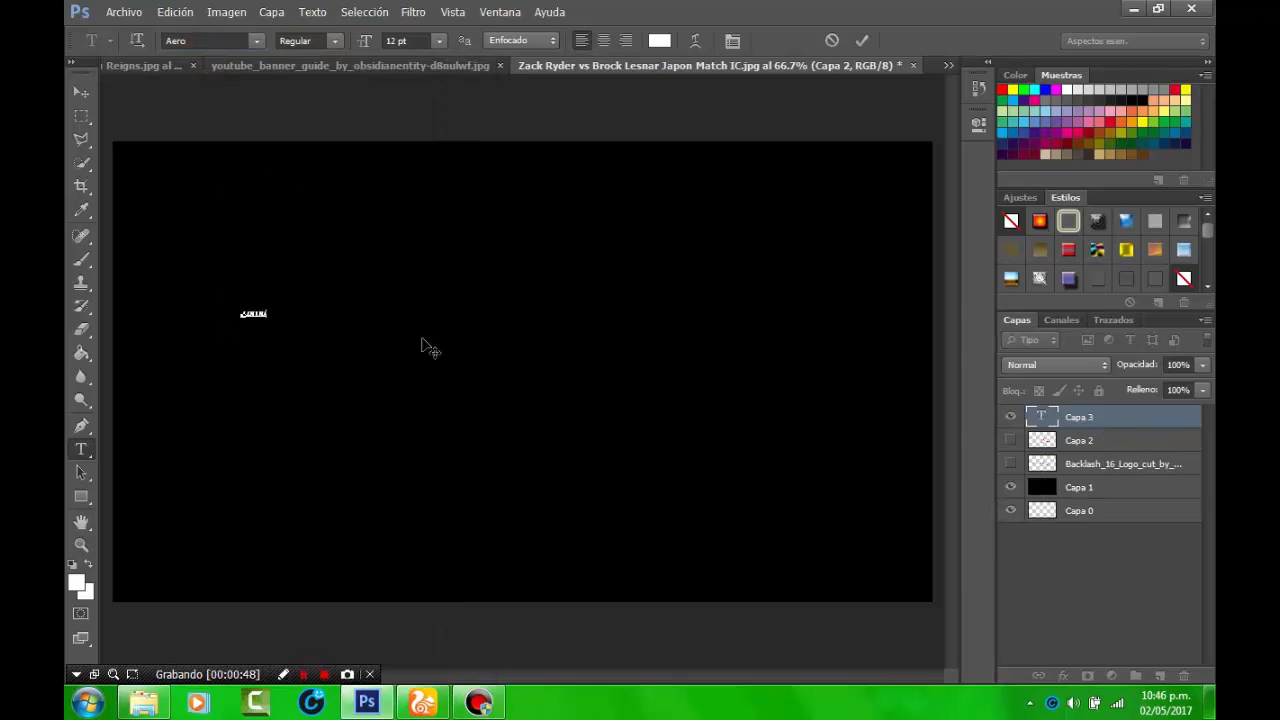 Ps Archivo Edición Imagen Capa Texto Selección Filtro Vista Ventana Ayuda
T Aero Regular 12 pt Enfocado Aspectos esen.
Reigns.jpg al ... × youtube_banner_guide_by_obsidianentity-d8nulwf.jpg × Zack Ryder vs Brock Lesnar Japon Match IC.jpg al 66.7% (Capa 2, RGB/8) * ×
Color Muestras
Ajustes Estilos
Capas Canales Trazados
Tipo
Normal Opacidad: 100%
Bloq.: Relleno: 100%
T Capa 3
Capa 2
Backlash_16_Logo_cut_by_...
Capa 1
Capa 0
Grabando [00:00:48]
Ps
10:46 p.m.
02/05/2017